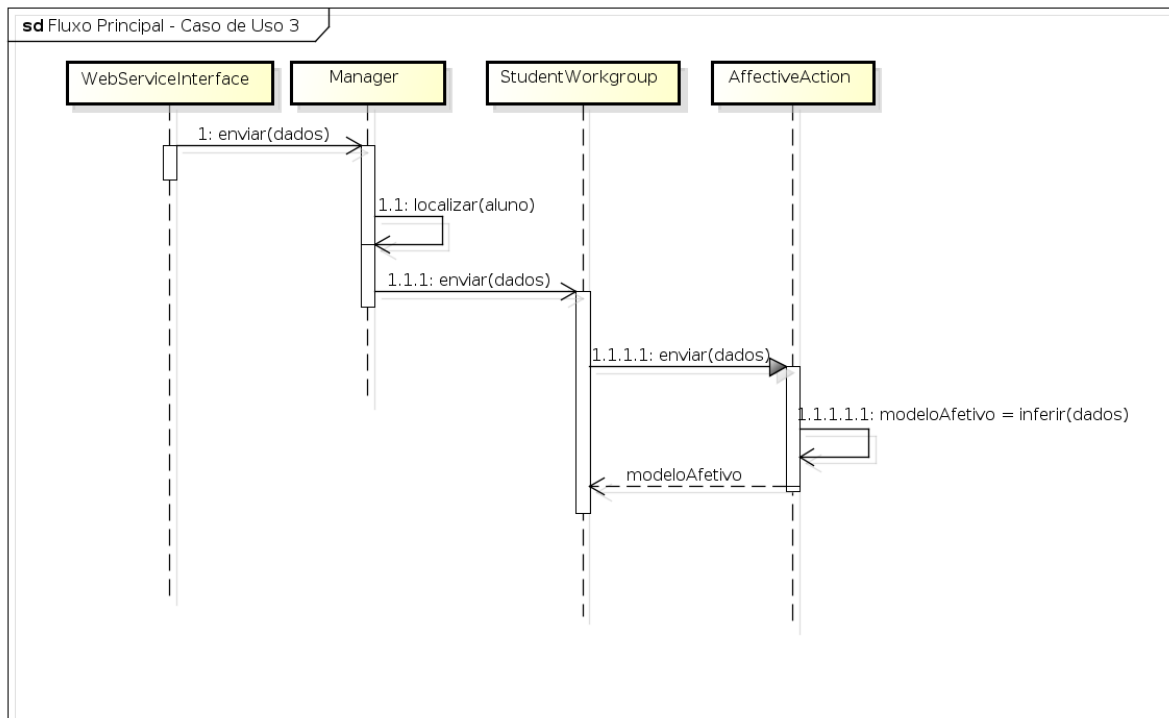 sd Fluxo Principal - Caso de Uso 3
WebServiceInterface
Manager
StudentWorkgroup
AffectiveAction
1: enviar(dados)
1.1: localizar(aluno)
1.1.1: enviar(dados)
1.1.1.1: enviar(dados)
1.1.1.1.1: modeloAfetivo = inferir(dados)
modeloAfetivo